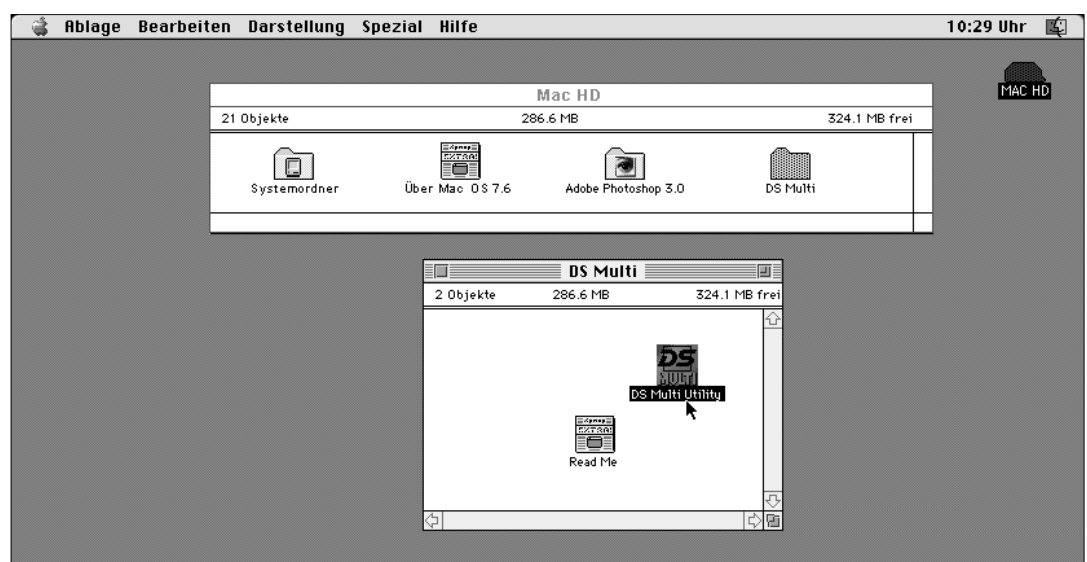 Ablage Bearbeiten Darstellung Spezial Hilfe 10:29 Uhr
MAC HD
Mac HD
21 Objekte 286.6 MB 324.1 MB frei
EXTRA!
Systemordner Über Mac OS 7.6 Adobe Photoshop 3.0 DS Multi
DS Multi
2 Objekte 286.6 MB 324.1 MB frei
DS
MULTI
DS Multi Utility
EXTRA!
Read Me